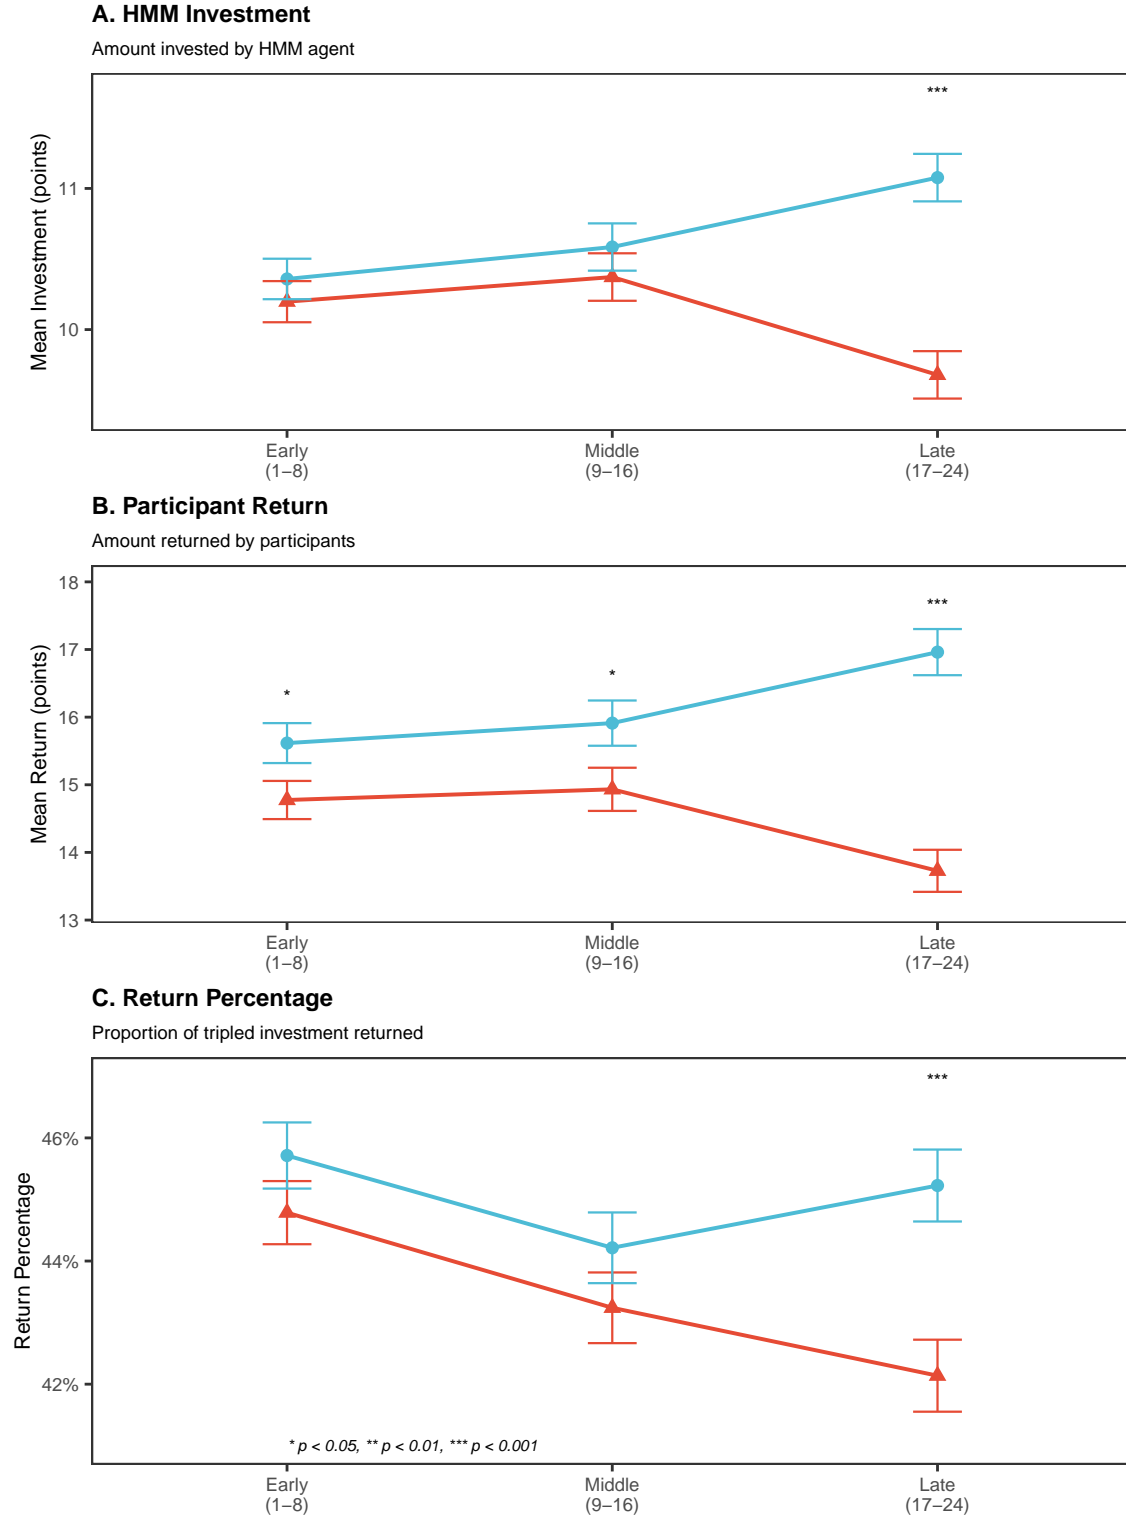 A. HMM Investment
Amount invested by HMM agent
***
Mean Investment (points)
11
10
Early
(1–8)
Middle
(9–16)
Late
(17–24)
B. Participant Return
Amount returned by participants
18
17
16
15
14
13
Mean Return (points)
*
*
***
Early
(1–8)
Middle
(9–16)
Late
(17–24)
C. Return Percentage
Proportion of tripled investment returned
***
46%
44%
42%
Return Percentage
* p < 0.05, ** p < 0.01, *** p < 0.001
Early
(1–8)
Middle
(9–16)
Late
(17–24)